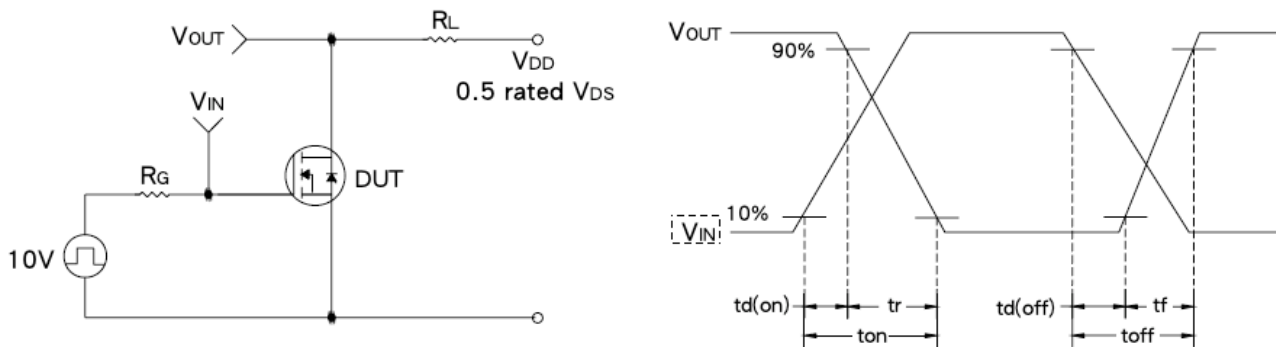 VOUT
RL
VDD
0.5 rated VDS
VIN
RG
DUT
10V
VOUT
90%
10%
VIN
td(on)
tr
td(off)
tf
ton
toff